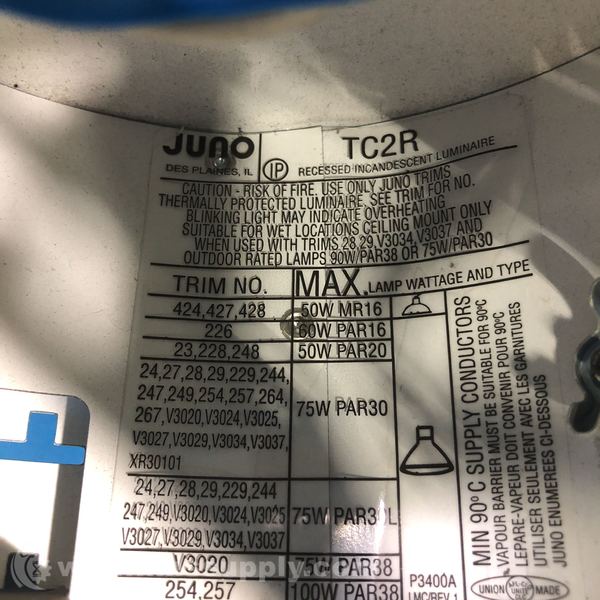 JUNO
DES PLAINES, IL
IP
TC2R
RECESSED INCANDESCENT LUMINAIRE
CAUTION - RISK OF FIRE. USE ONLY JUNO TRIMS
THERMALLY PROTECTED LUMINAIRE. SEE TRIM FOR NO.
BLINKING LIGHT MAY INDICATE OVERHEATING
SUITABLE FOR WET LOCATIONS CEILING MOUNT ONLY
WHEN USED WITH TRIMS 28,29,V3034,V3037 AND
OUTDOOR RATED LAMPS 90W/PAR38 OR 75W/PAR30
TRIM NO. MAX. LAMP WATTAGE AND TYPE
424,427,428 50W MR16
226 60W PAR16
23,228,248 50W PAR20
24,27,28,29,229,244,
247,249,254,257,264,
267,V3020,V3024,V3025,
V3027,V3029,V3034,V3037,
XR30101
75W PAR30
24,27,28,29,229,244
247,249,V3020,V3024,V3025
V3027,V3029,V3034,V3037
75W PAR30L
V3020 75W PAR38
254,257 100W PAR38
P3400A
LMC/REV.1
MIN 90°C SUPPLY CONDUCTORS
VAPOUR BARRIER MUST BE SUITABLE FOR 90°C
LEPARE-VAPEUR DOIT CONVENIR POUR 90°C
UTILISER SEULEMENT AVEC LES GARNITURES
JUNO ENUMEREES CI-DESSOUS
UNION MADE